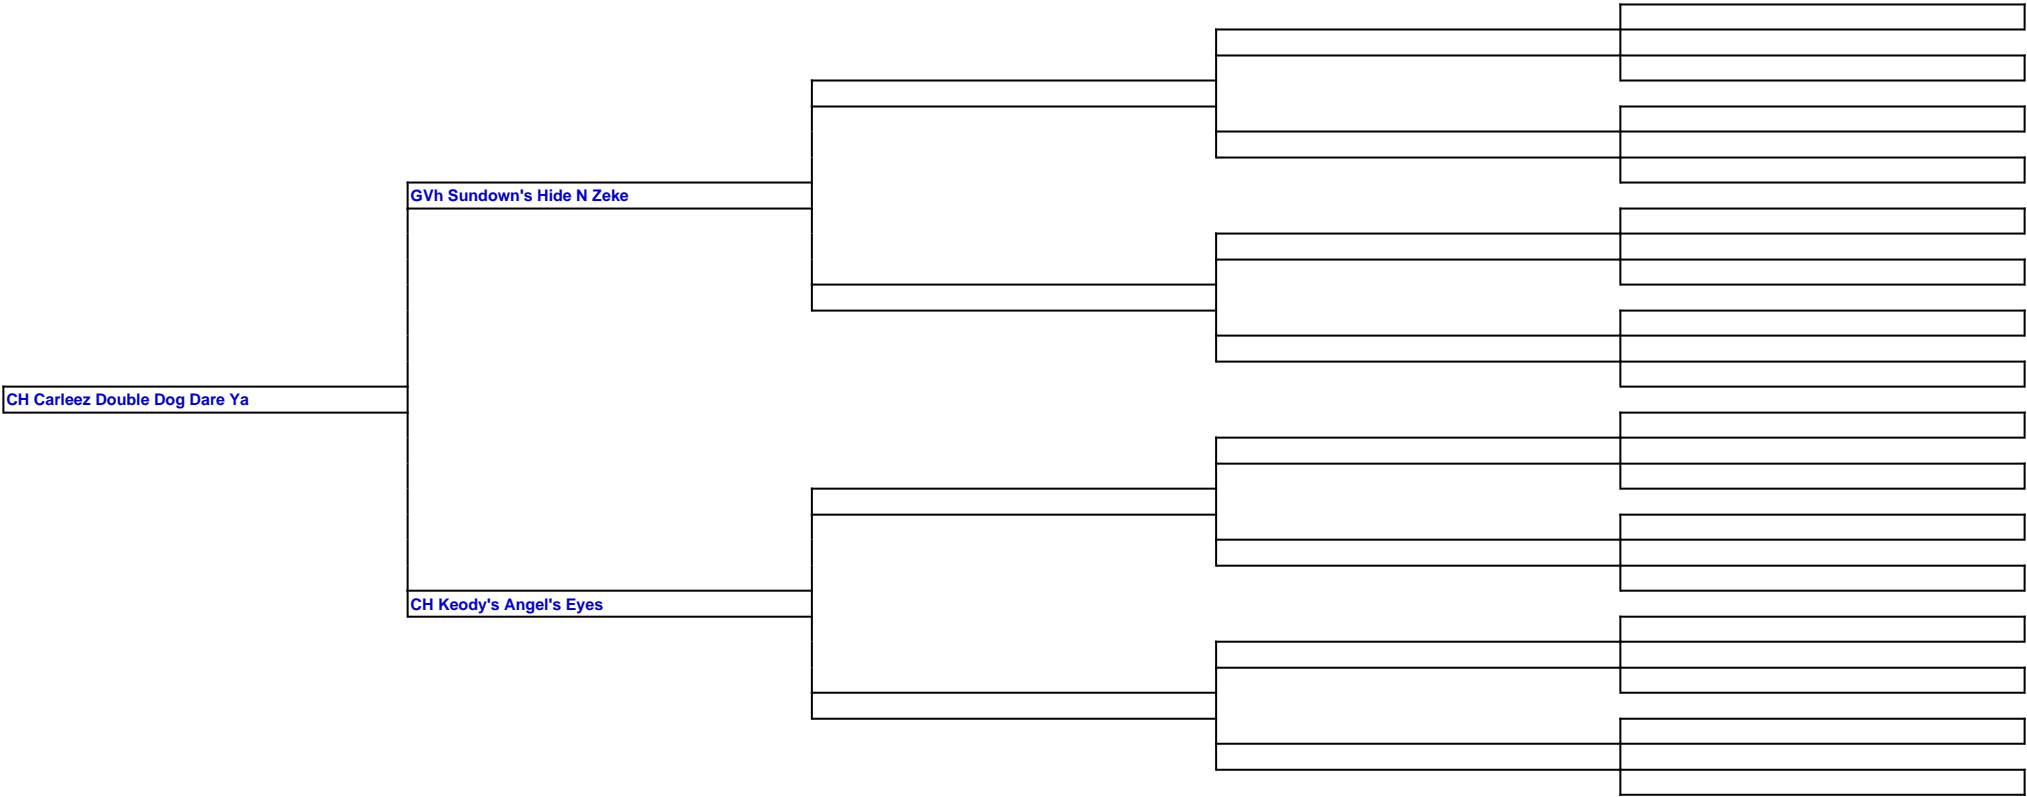 GVh Sundown's Hide N Zeke
CH Carleez Double Dog Dare Ya
CH Keody's Angel's Eyes